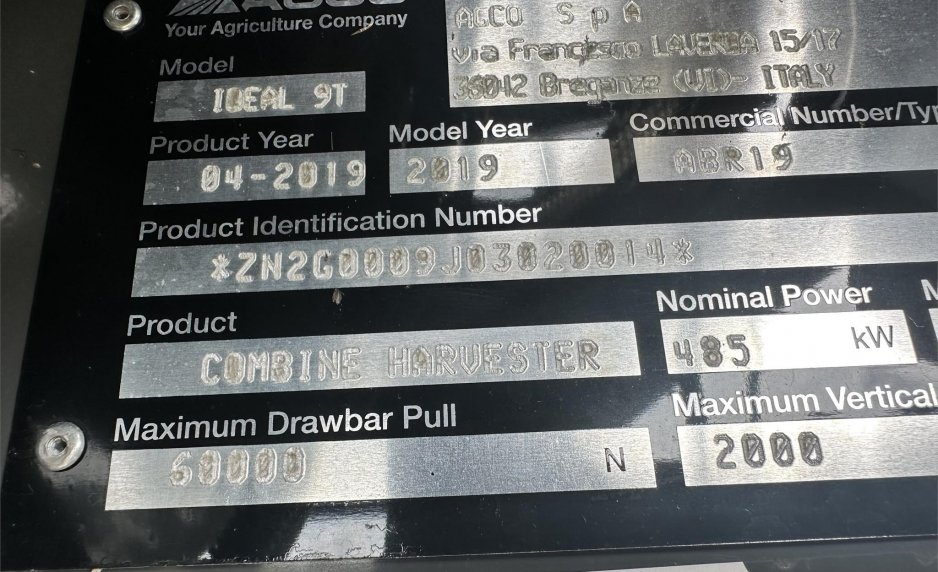 AGCO
Your Agriculture Company
AGCO S p A
Via Francesco LAVERDA 15/17
36042 Breganze (VI)- ITALY
Model
IDEAL 9T
Product Year
Model Year
Commercial Number/Typ
04-2019
2019
ABR19
Product Identification Number
*ZN2G0009J03020014*
Product
Nominal Power
COMBINE HARVESTER
485 kW
Maximum Drawbar Pull
Maximum Vertical
60000 N
2000